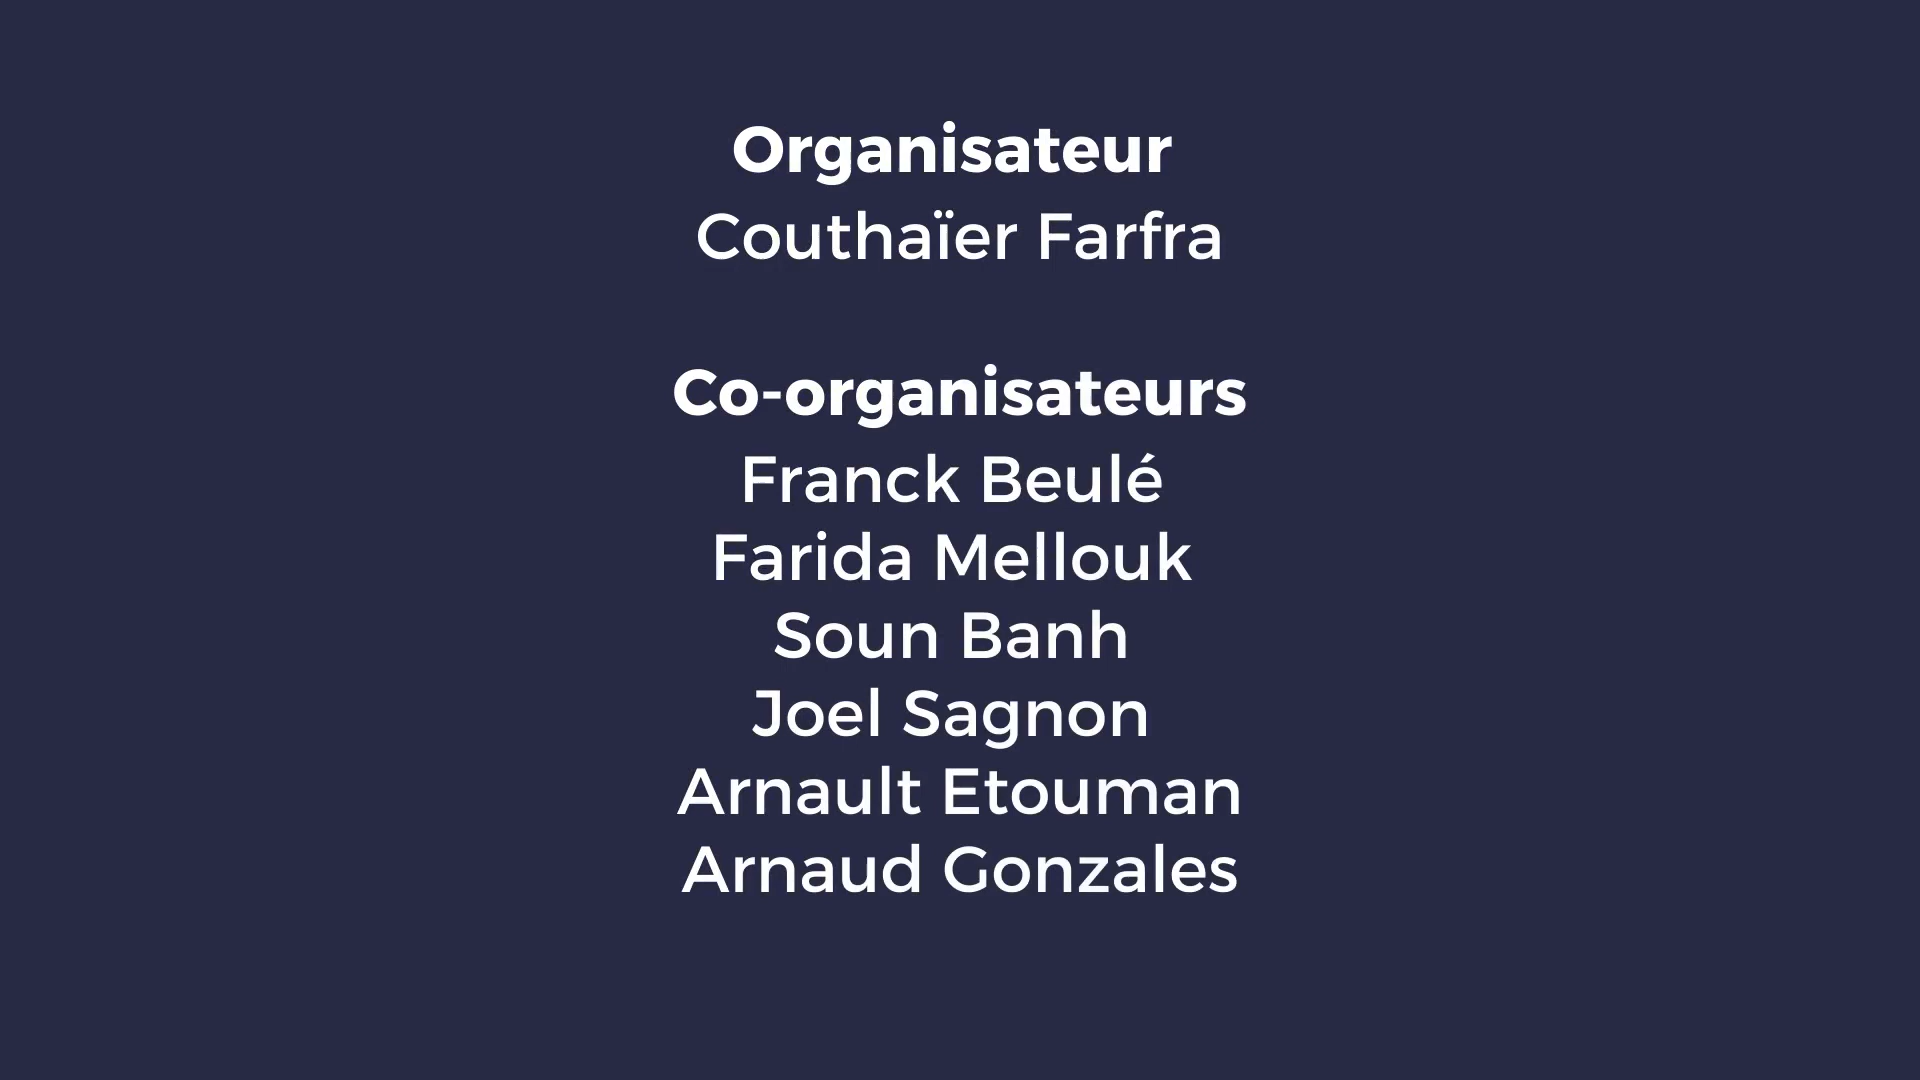 Organisateur
Couthaïer Farfra
Co-organisateurs
Franck Beulé
Farida Mellouk
Soun Banh
Joel Sagnon
Arnault Etouman
Arnaud Gonzales